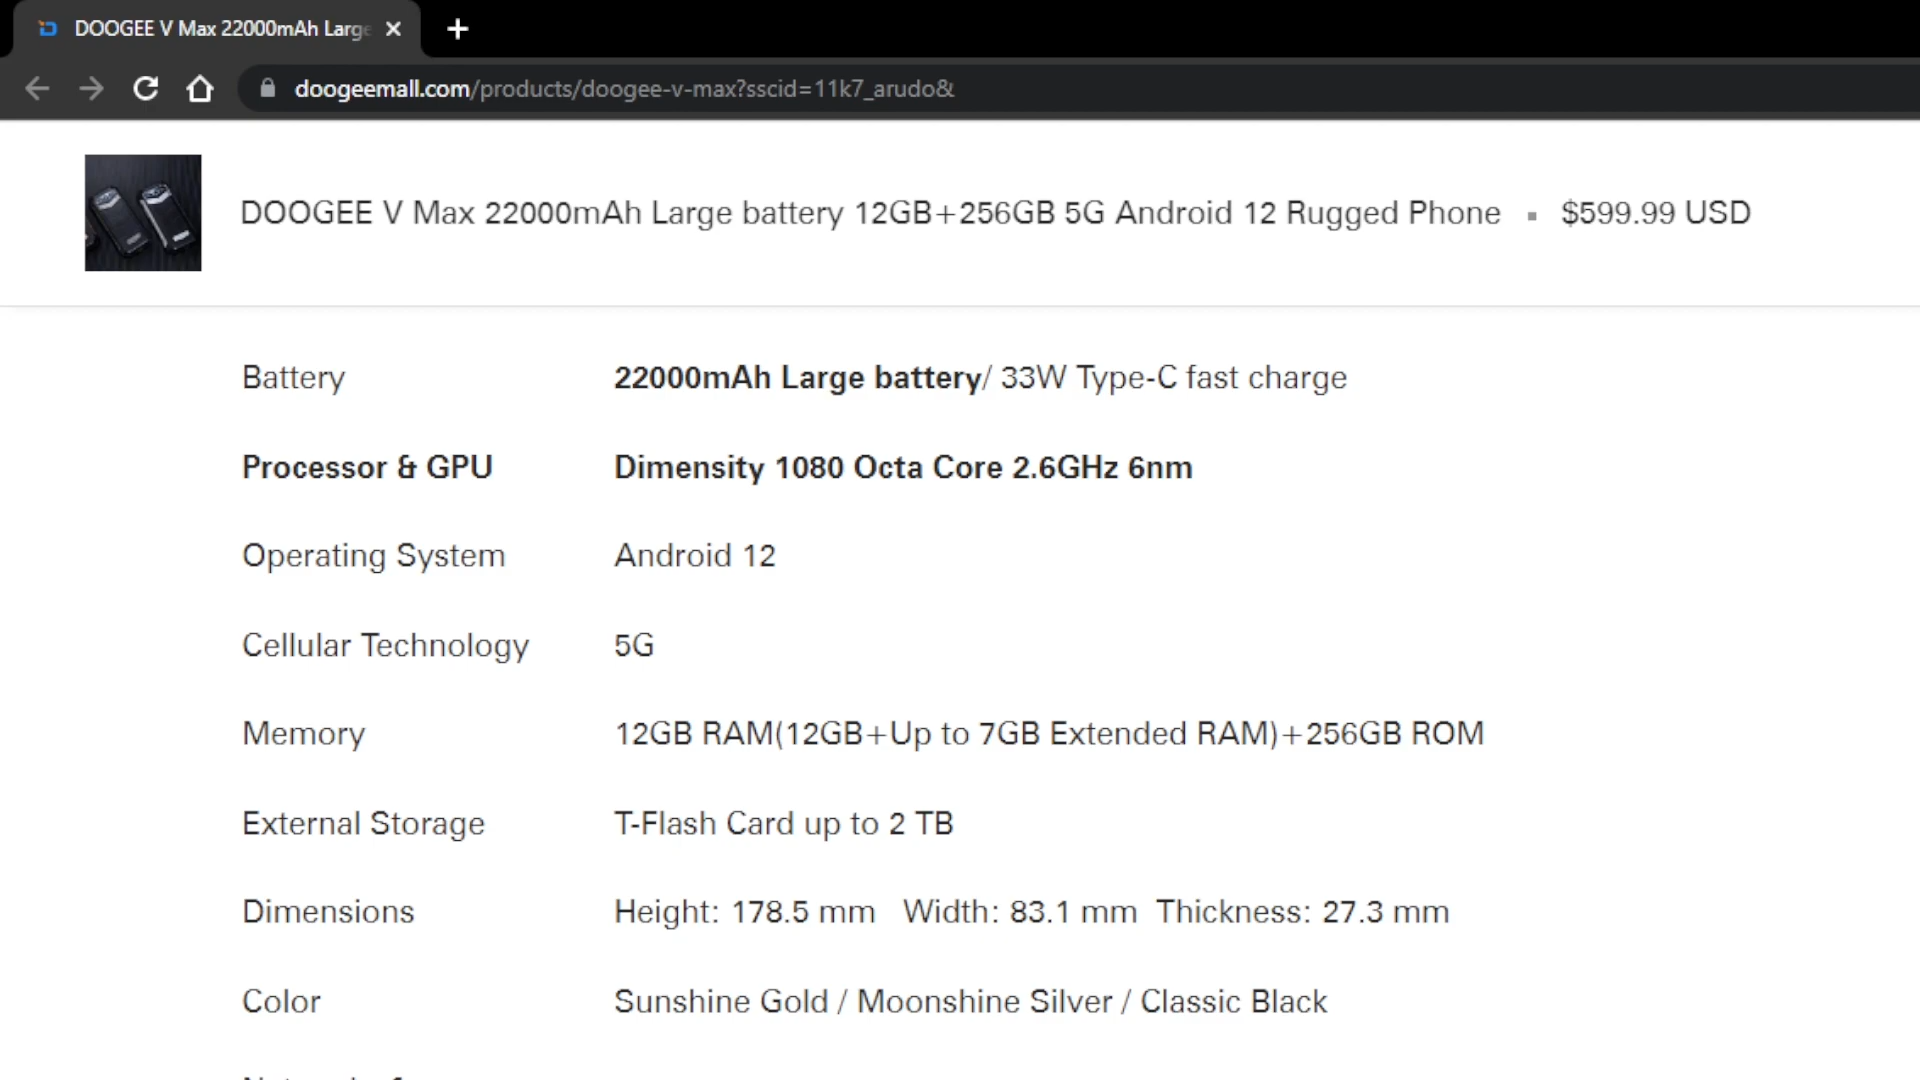 DOOGEE V Max 22000mAh Large
doogeemall.com/products/doogee-v-max?sscid=11k7_arudo&
DOOGEE V Max 22000mAh Large battery 12GB+256GB 5G Android 12 Rugged Phone ▪ $599.99 USD
Battery 22000mAh Large battery/ 33W Type-C fast charge
Processor & GPU Dimensity 1080 Octa Core 2.6GHz 6nm
Operating System Android 12
Cellular Technology 5G
Memory 12GB RAM(12GB+Up to 7GB Extended RAM)+256GB ROM
External Storage T-Flash Card up to 2 TB
Dimensions Height: 178.5 mm Width: 83.1 mm Thickness: 27.3 mm
Color Sunshine Gold / Moonshine Silver / Classic Black